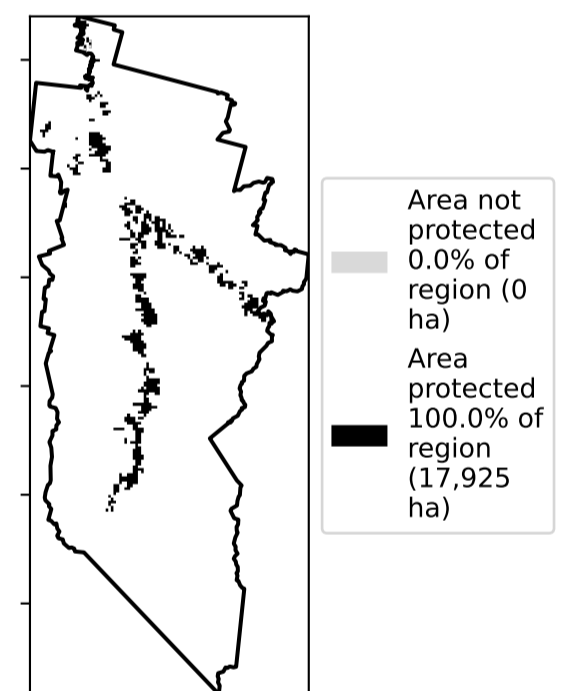 Area not
protected
0.0% of
region (0
ha)
Area
protected
100.0% of
region
(17,925
ha)